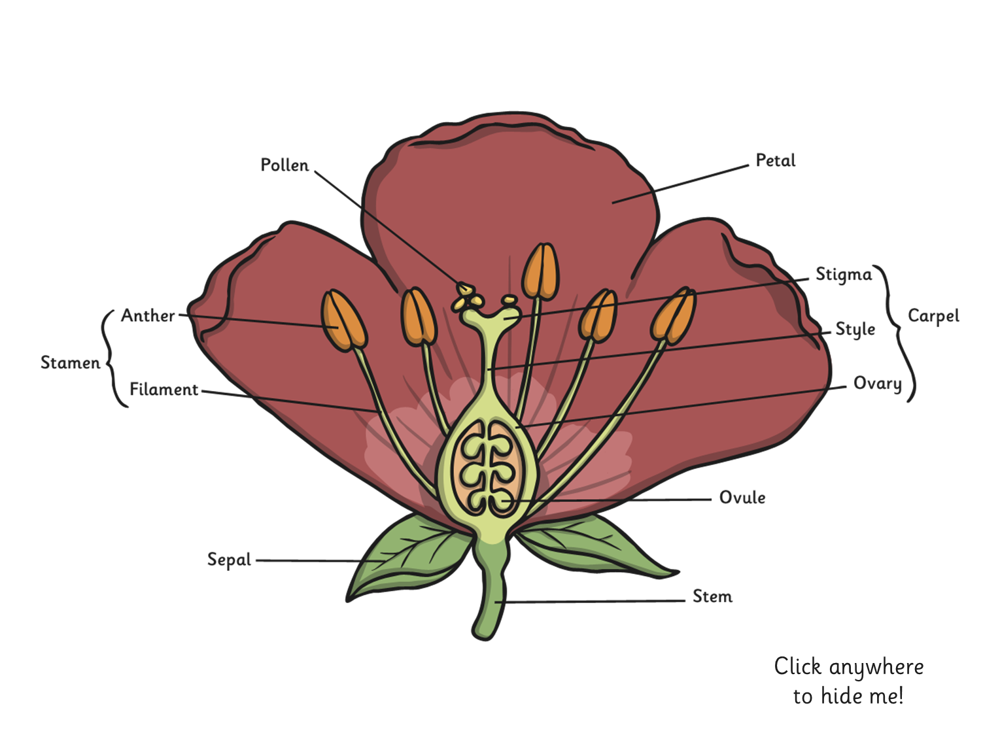 Pollen
Petal
Stigma
Anther
Carpel
Style
Stamen
Filament
Ovary
Ovule
Sepal
Stem
Click anywhere
to hide me!